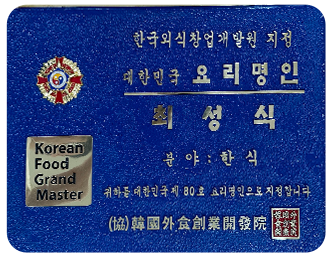 한국외식창업개발원 지정
대한민국 요리명인
최성식
Korean
Food
Grand
Master
분야 : 한식
귀하를 대한민국 제 80 호 요리명인으로 지정합니다
(協)韓國外食創業開發院